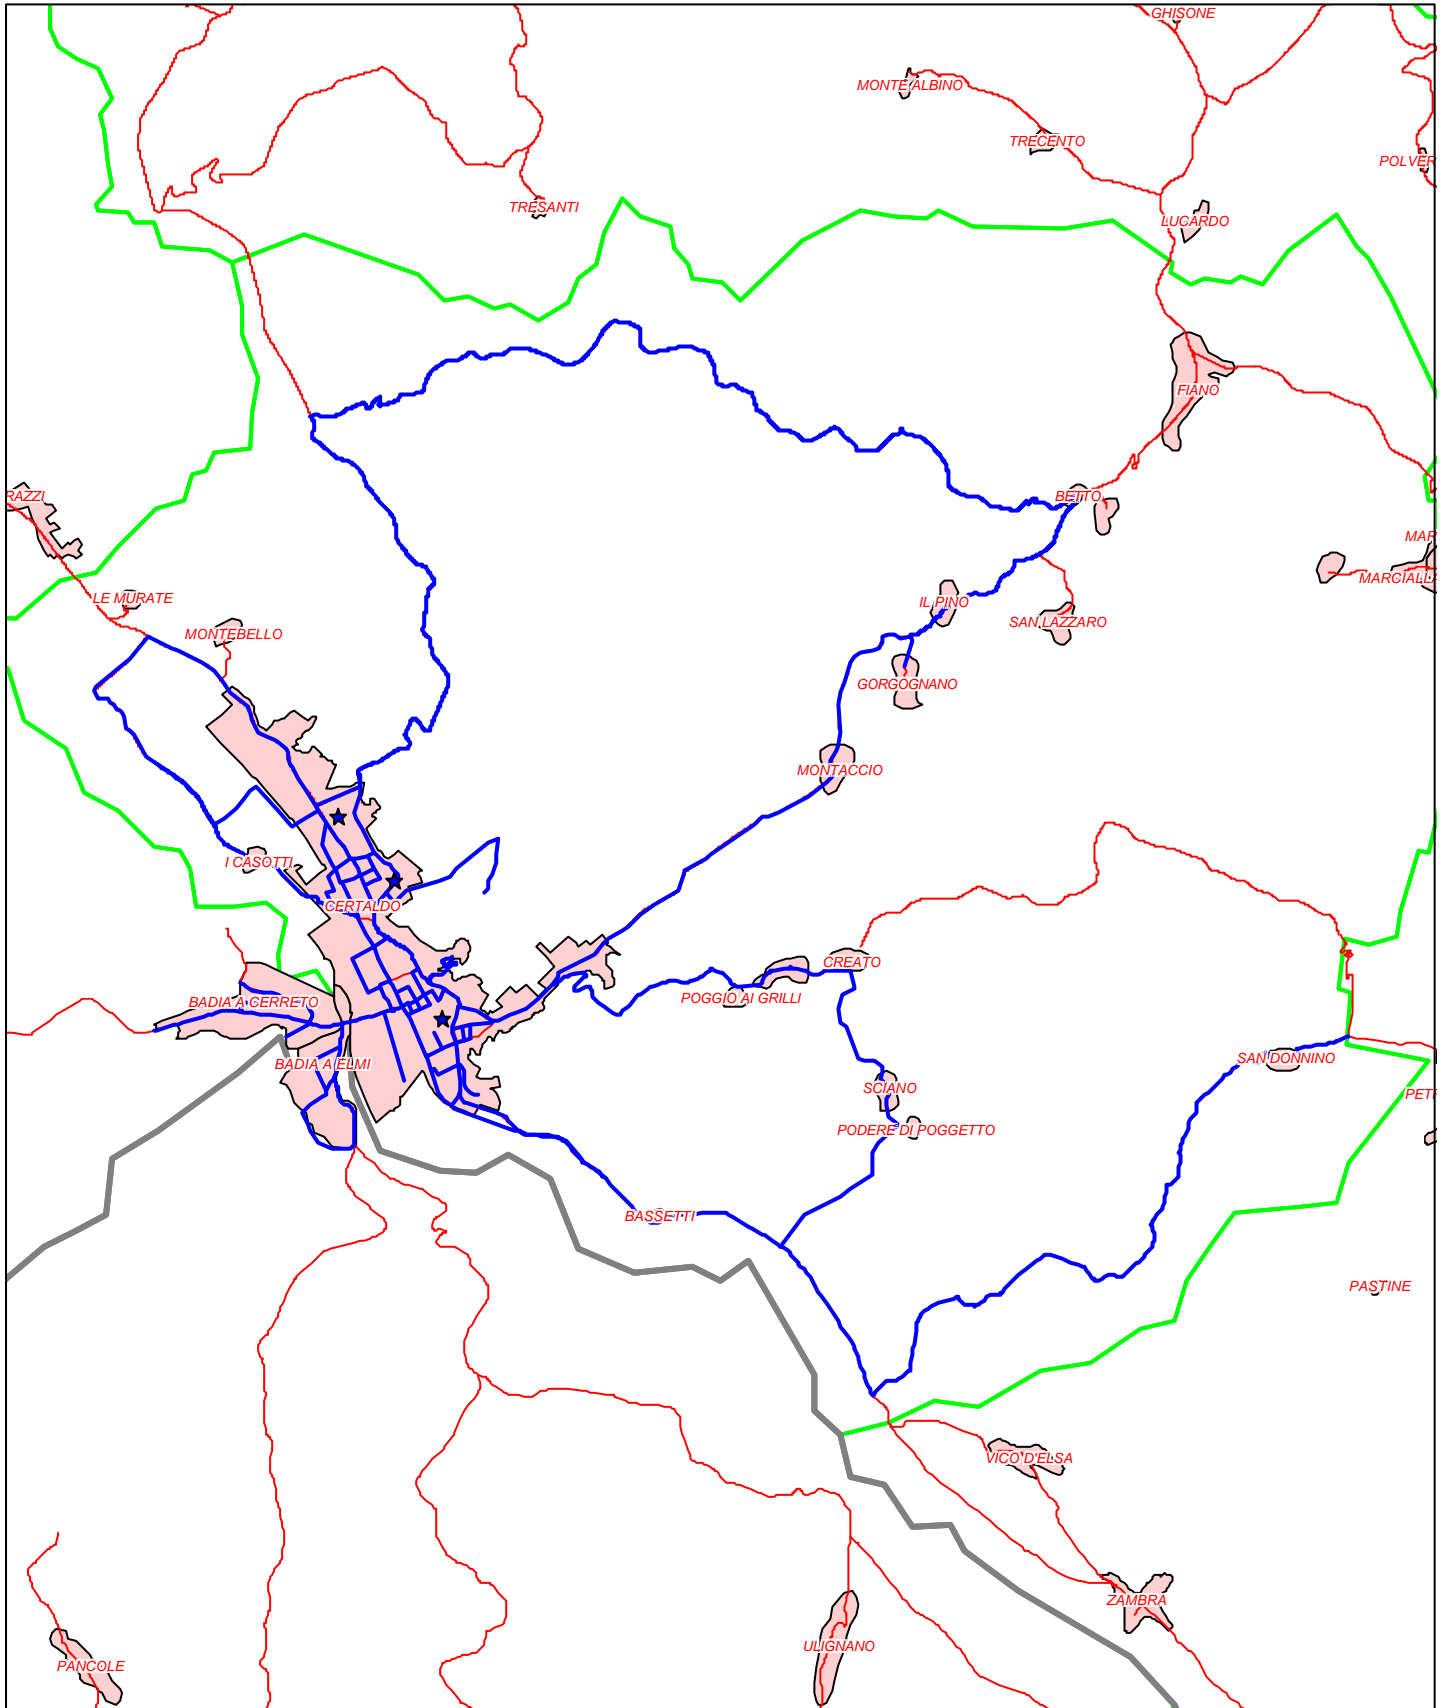 GHISONE
MONTE ALBINO
TRECENTO
POLVER
TRESANTI
LUCARDO
FIANO
RAZZI
BETTO
MAR
MARCIALLA
LE MURATE
IL PINO
SAN LAZZARO
MONTEBELLO
GORGOGNANO
MONTACCIO
I CASOTTI
CERTALDO
CREATO
POGGIO AI GRILLI
BADIA A CERRETO
BADIA A ELMI
SAN DONNINO
SCIANO
PETR
PODERE DI POGGETTO
BASSETTI
PASTINE
VICO D'ELSA
ZAMBRA
ULIGNANO
PANCOLE